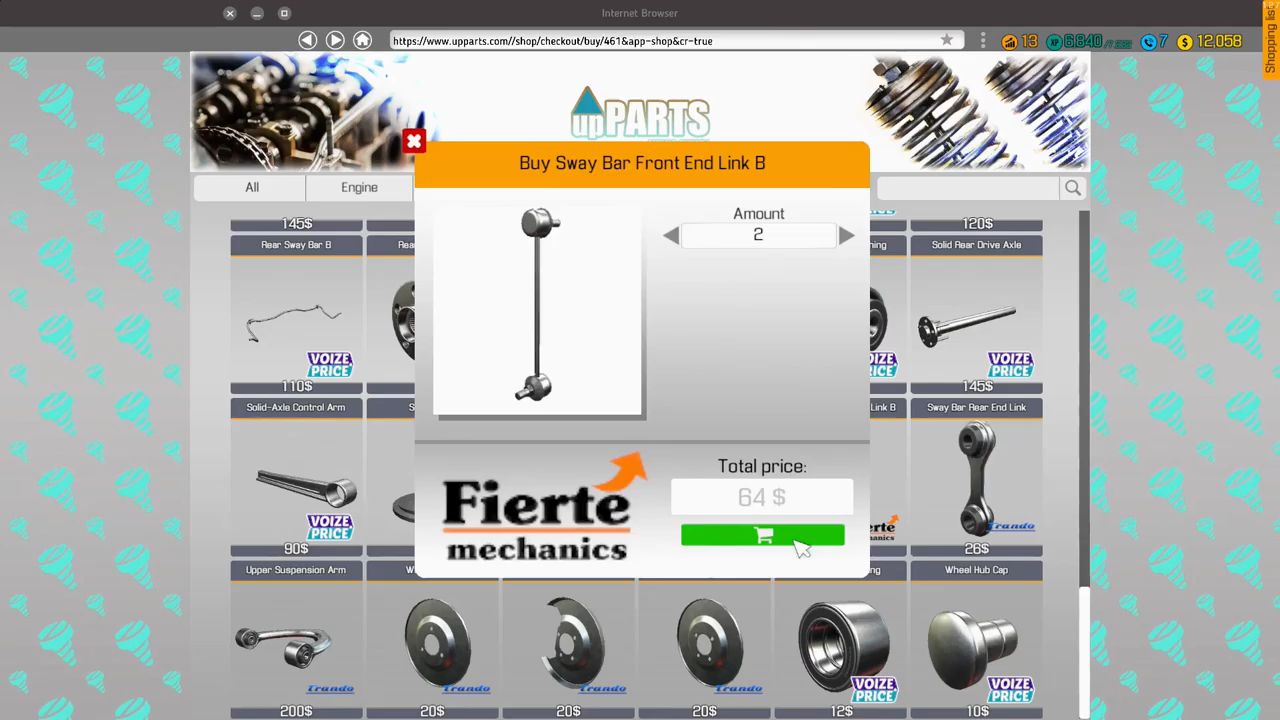 Internet Browser
https://www.upparts.com//shop/checkout/buy/461&app-shop&cr-true
13
6,840
7
12,058
Shopping list
upPARTS
Buy Sway Bar Front End Link B
All
Engine
Amount
2
145$
120$
Rear Sway Bar B
Solid Rear Drive Axle
VOIZE PRICE
VOIZE PRICE
110$
145$
Solid-Axle Control Arm
Link B
Sway Bar Rear End Link
VOIZE PRICE
Trando
90$
26$
Total price:
64 $
Fierte
mechanics
Upper Suspension Arm
Wheel Hub Cap
Trando
Trando
Trando
Trando
VOIZE PRICE
VOIZE PRICE
200$
20$
20$
20$
12$
10$